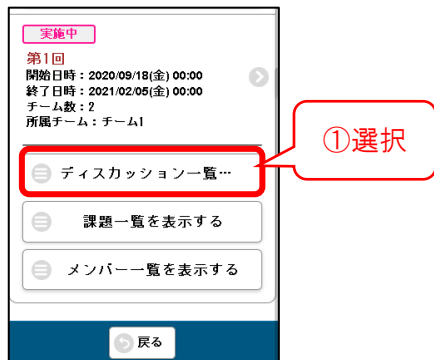 実施中
第1回
開始日時：2020/09/18(金) 00:00
終了日時：2021/02/05(金) 00:00
チーム数：2
所属チーム：チーム1
ディスカッション一覧…
①選択
課題一覧を表示する
メンバー一覧を表示する
戻る